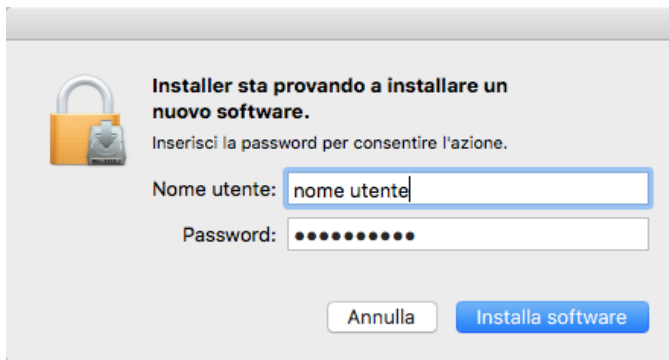 Installer sta provando a installare un
nuovo software.
Inserisci la password per consentire l'azione.
Nome utente: nome utente
Password: ●●●●●●●●●●
Annulla Installa software